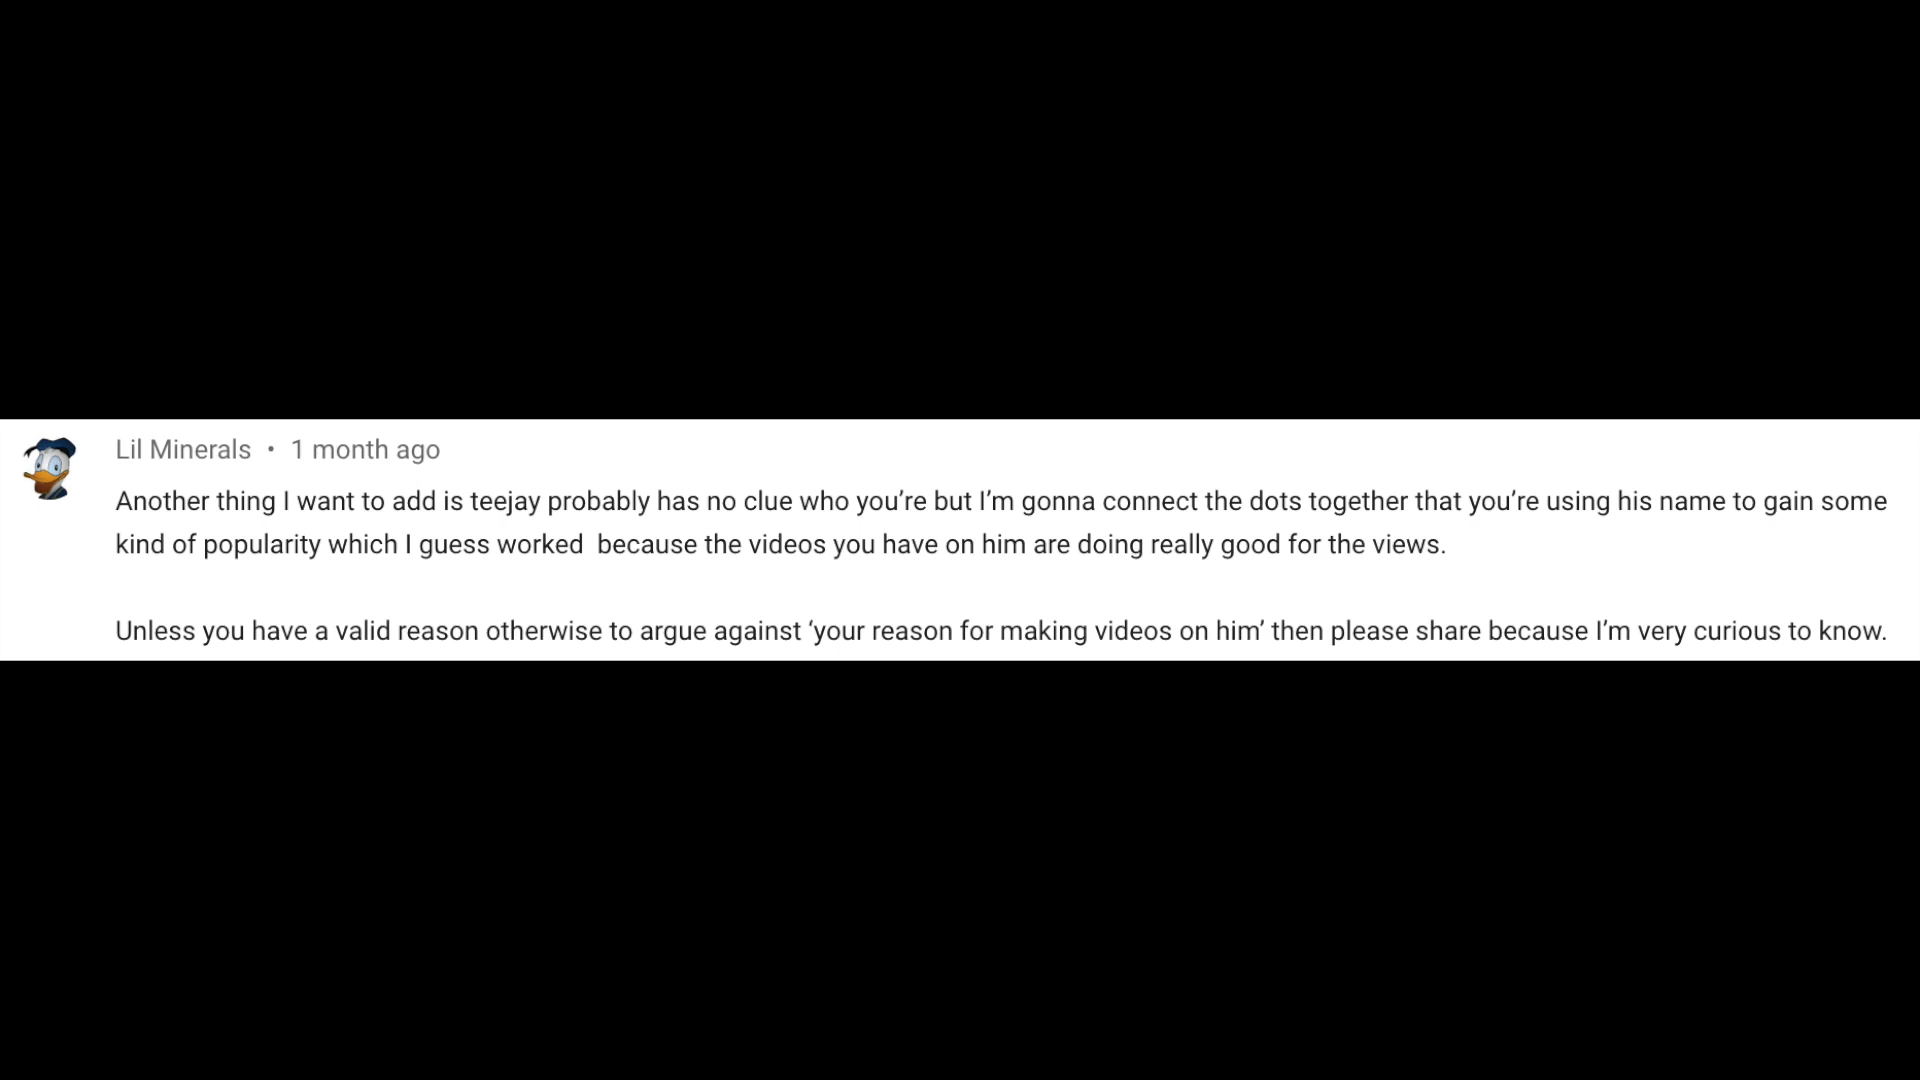 Lil Minerals • 1 month ago
Another thing I want to add is teejay probably has no clue who you’re but I’m gonna connect the dots together that you’re using his name to gain some
kind of popularity which I guess worked  because the videos you have on him are doing really good for the views.
Unless you have a valid reason otherwise to argue against ‘your reason for making videos on him’ then please share because I’m very curious to know.